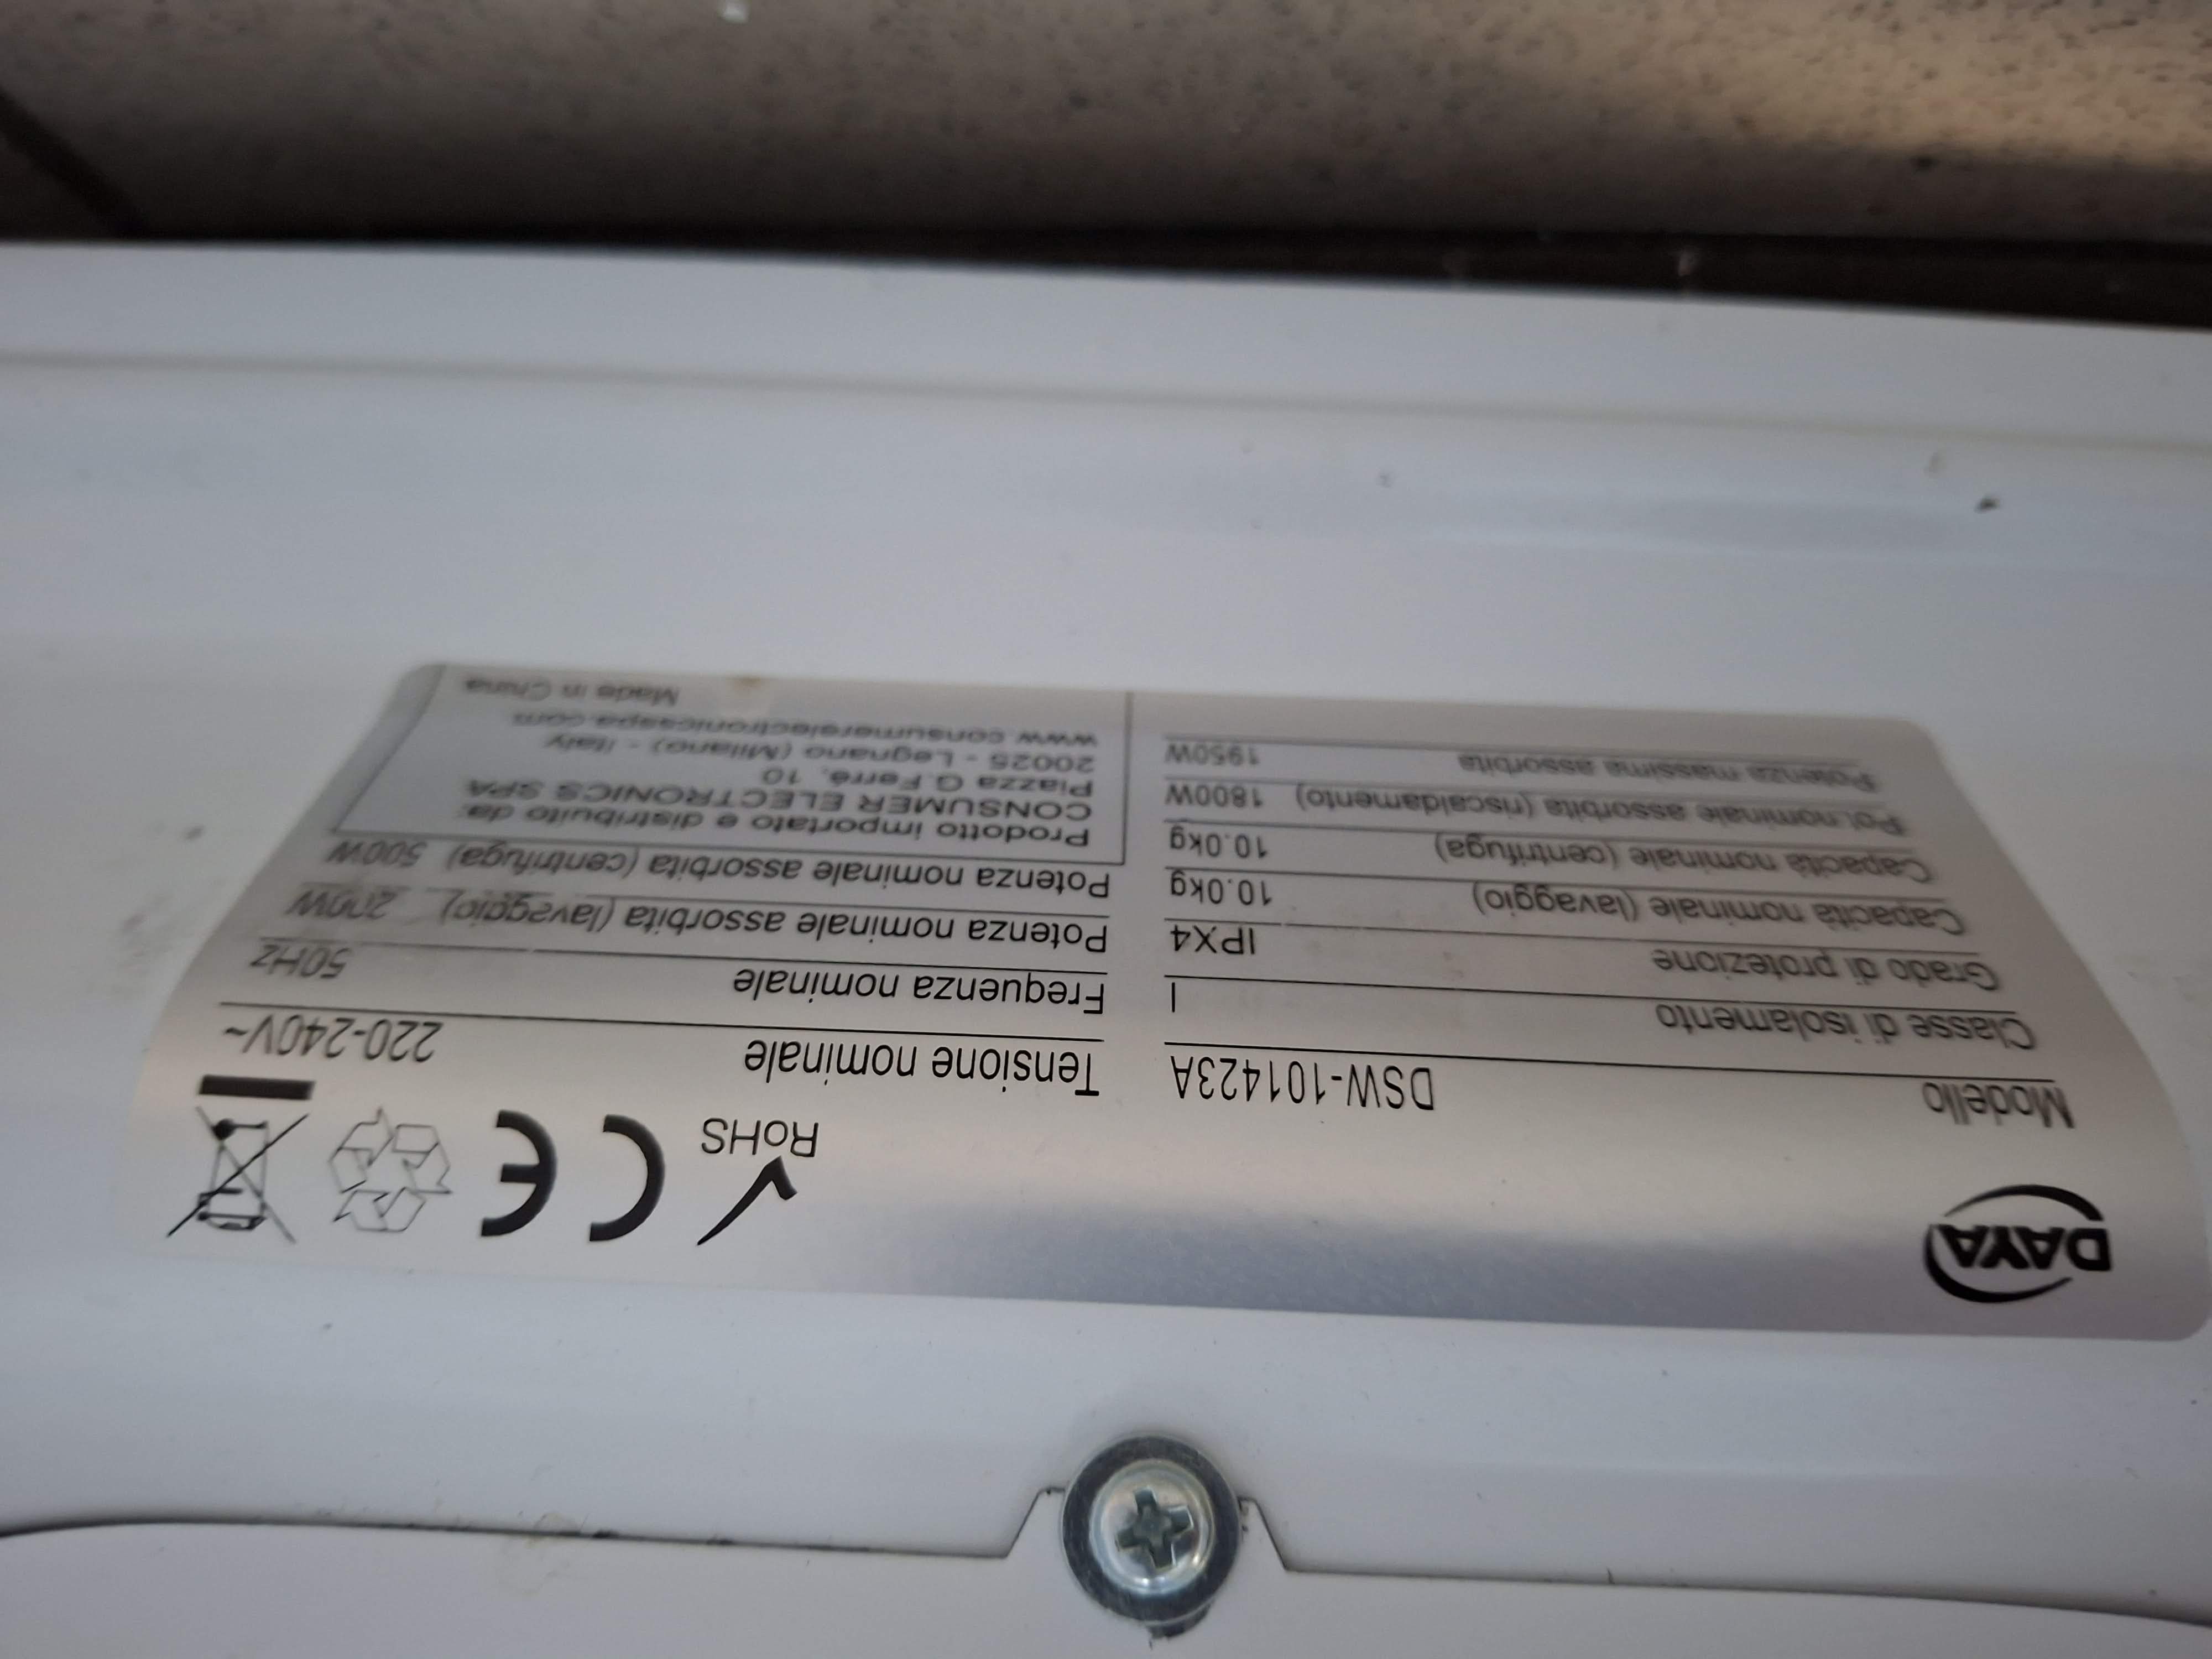 DAYA
RoHS
CE
Modello DSW-101423A
Classe di isolamento I
Grado di protezione IPX4
Capacità nominale (lavaggio) 10.0kg
Capacità nominale (centrifuga) 10.0kg
Pot.nominale assorbita (riscaldamento) 1800W
Potenza massima assorbita 1950W
Tensione nominale 220-240V~
Frequenza nominale 50Hz
Potenza nominale assorbita (lavaggio) 200W
Potenza nominale assorbita (centrifuga) 500W
Prodotto importato e distribuito da:
CONSUMER ELECTRONICS SPA
Piazza G.Ferrè, 10
20025 - Legnano (Milano) - Italy
www.consumerelectronicsspa.com
Made in China